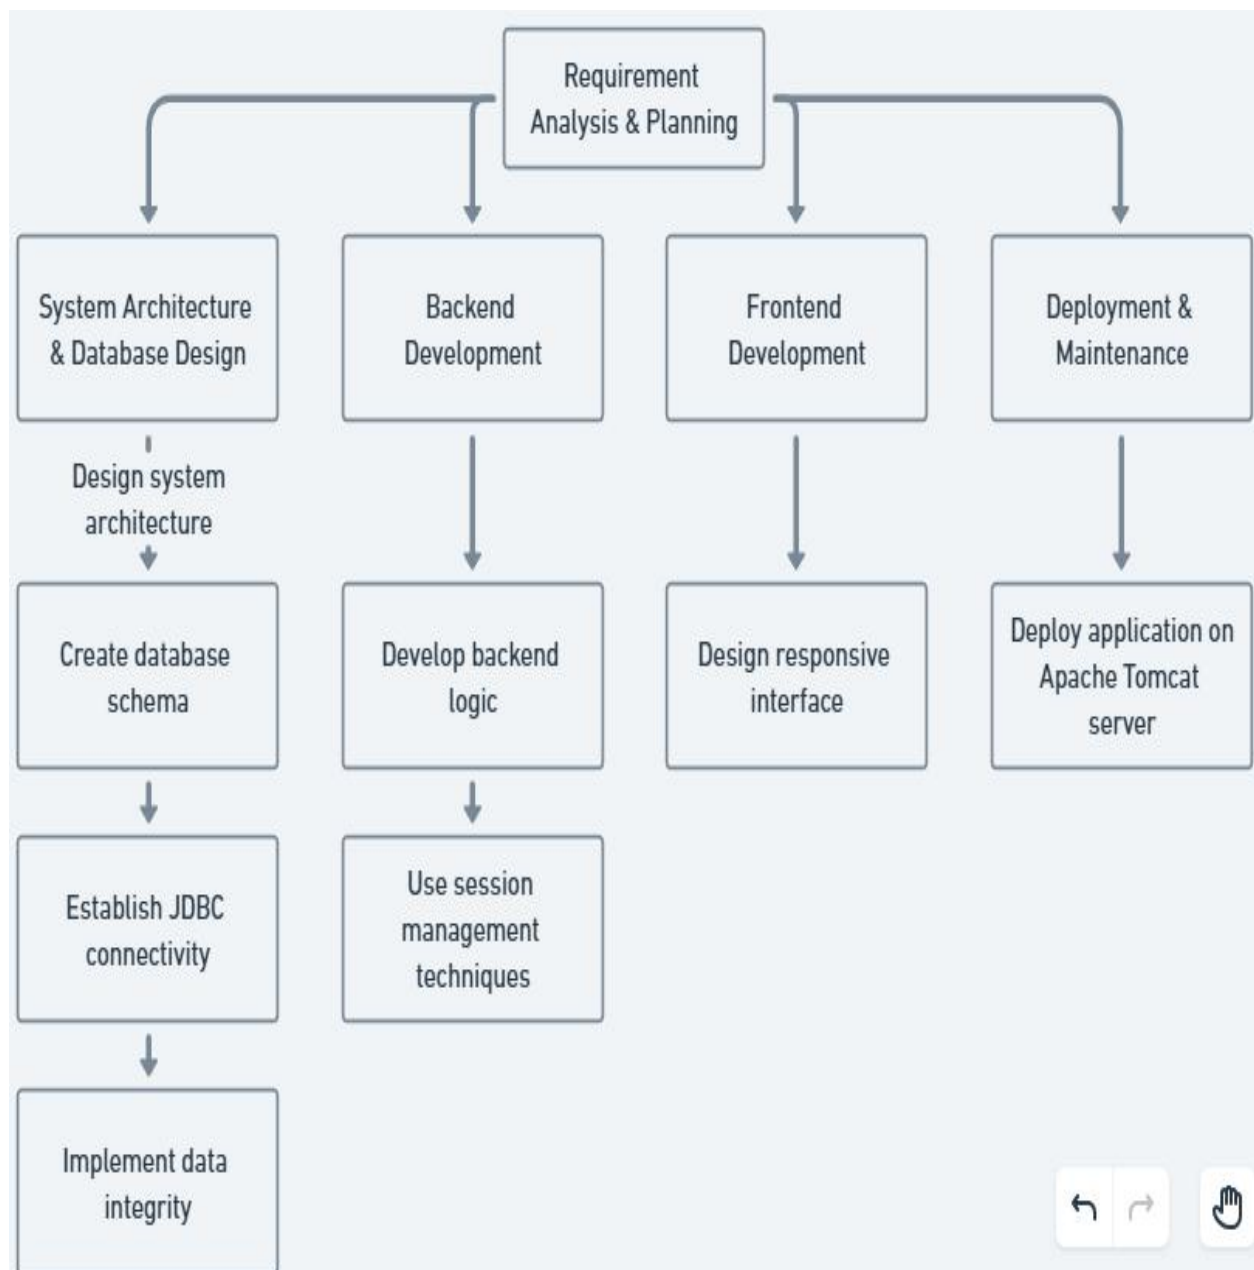 Requirement
Analysis & Planning
System Architecture
& Database Design
Backend
Development
Frontend
Development
Deployment &
Maintenance
Design system
architecture
Create database
schema
Develop backend
logic
Design responsive
interface
Deploy application on
Apache Tomcat
server
Establish JDBC
connectivity
Use session
management
techniques
Implement data
integrity